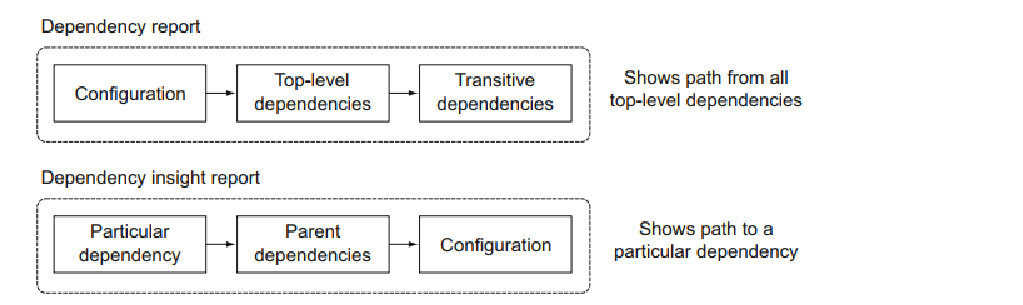 Dependency report
Configuration
Top-level
dependencies
Transitive
dependencies
Shows path from all
top-level dependencies
Dependency insight report
Particular
dependency
Parent
dependencies
Configuration
Shows path to a
particular dependency